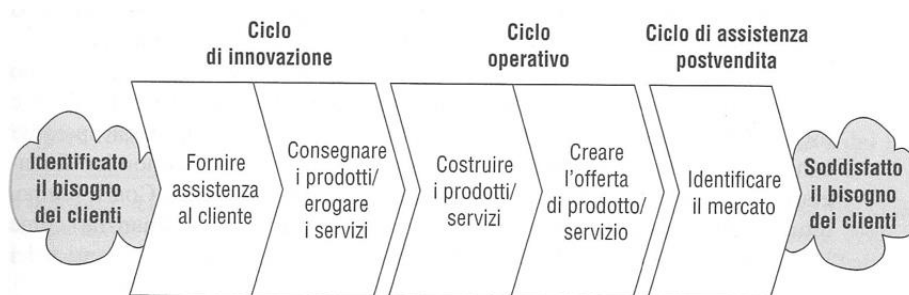 Ciclo
di innovazione
Ciclo
operativo
Ciclo di assistenza
postvendita
Identificato
il bisogno
dei clienti
Fornire
assistenza
al cliente
Consegnare
i prodotti/
erogare
i servizi
Costruire
i prodotti/
servizi
Creare
l'offerta
di prodotto/
servizio
Identificare
il mercato
Soddisfatto
il bisogno
dei clienti